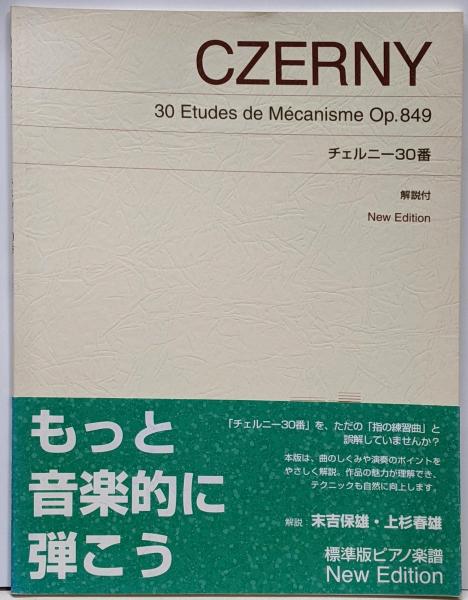 CZERNY
30 Etudes de Mécanisme Op.849
チェルニー30番
解説付
New Edition
もっと
音楽的に
弾こう
「チェルニー30番」を、ただの「指の練習曲」と
誤解していませんか？
本版は、曲のしくみや演奏のポイントを
やさしく解説。作品の魅力が理解でき、
テクニックも自然に向上します。
解説：末吉保雄・上杉春雄
標準版ピアノ楽譜
New Edition